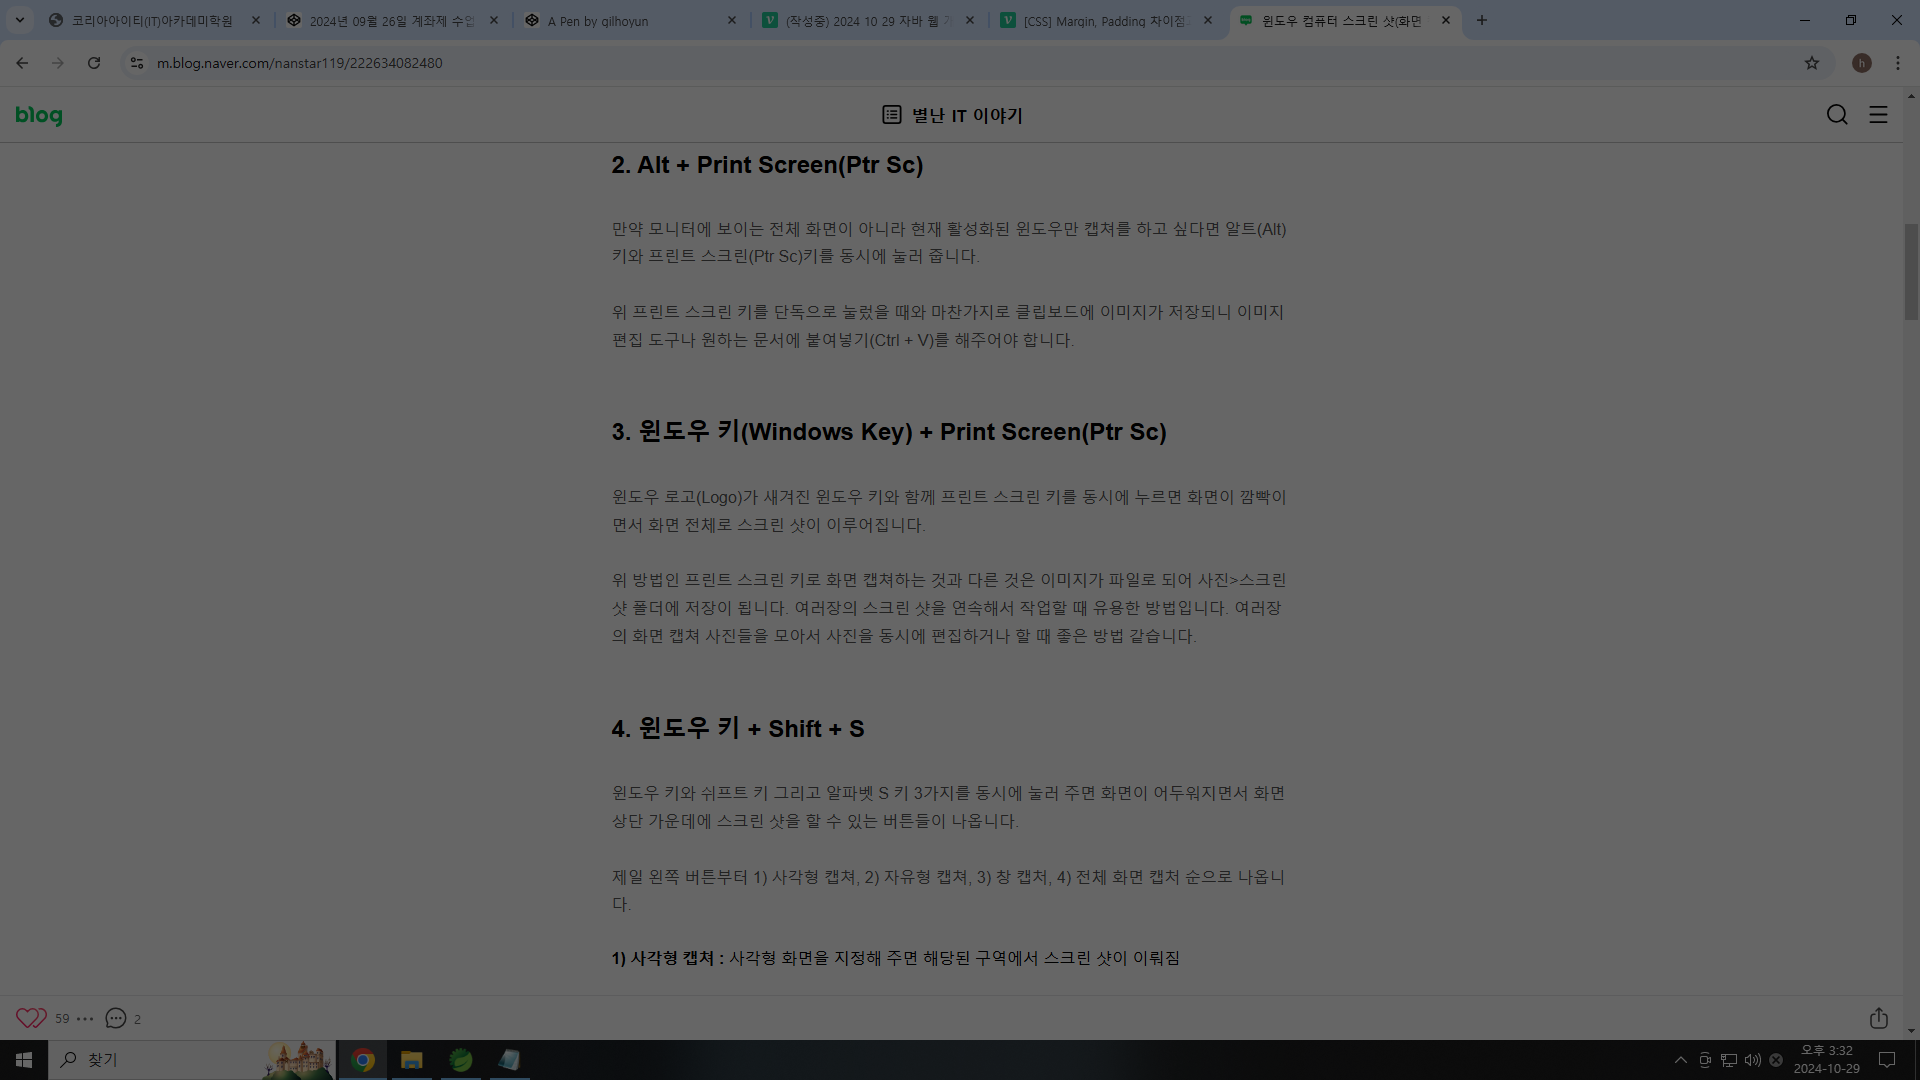 코리아아이티(IT)아카데미학원
2024년 09월 26일 계좌제 수업
A Pen by gilhoyun
(작성중) 2024 10 29 자바 웹
[CSS] Margin, Padding 차이점
윈도우 컴퓨터 스크린 샷(화면
m.blog.naver.com/nanstar119/222634082480
h
blog
별난 IT 이야기
2. Alt + Print Screen(Ptr Sc)
만약 모니터에 보이는 전체 화면이 아니라 현재 활성화된 윈도우만 캡쳐를 하고 싶다면 알트(Alt)
키와 프린트 스크린(Ptr Sc)키를 동시에 눌러 줍니다.
위 프린트 스크린 키를 단독으로 눌렀을 때와 마찬가지로 클립보드에 이미지가 저장되니 이미지
편집 도구나 원하는 문서에 붙여넣기(Ctrl + V)를 해주어야 합니다.
3. 윈도우 키(Windows Key) + Print Screen(Ptr Sc)
윈도우 로고(Logo)가 새겨진 윈도우 키와 함께 프린트 스크린 키를 동시에 누르면 화면이 깜빡이
면서 화면 전체로 스크린 샷이 이루어집니다.
위 방법인 프린트 스크린 키로 화면 캡쳐하는 것과 다른 것은 이미지가 파일로 되어 사진>스크린
샷 폴더에 저장이 됩니다. 여러장의 스크린 샷을 연속해서 작업할 때 유용한 방법입니다. 여러장
의 화면 캡쳐 사진들을 모아서 사진을 동시에 편집하거나 할 때 좋은 방법 같습니다.
4. 윈도우 키 + Shift + S
윈도우 키와 쉬프트 키 그리고 알파벳 S 키 3가지를 동시에 눌러 주면 화면이 어두워지면서 화면
상단 가운데에 스크린 샷을 할 수 있는 버튼들이 나옵니다.
제일 왼쪽 버튼부터 1) 사각형 캡쳐, 2) 자유형 캡쳐, 3) 창 캡처, 4) 전체 화면 캡처 순으로 나옵니
다.
1) 사각형 캡쳐 : 사각형 화면을 지정해 주면 해당된 구역에서 스크린 샷이 이뤄짐
59
2
찾기
오후 3:32
2024-10-29